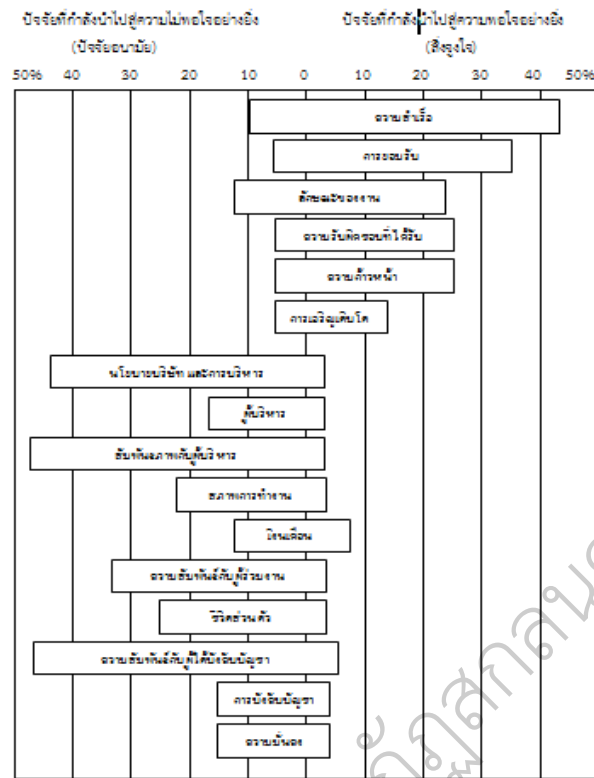 ปัจจัยที่กำลังนำไปสู่ความไม่พอใจอย่างยิ่ง
ปัจจัยที่กำลังนำไปสู่ความพอใจอย่างยิ่ง
(ปัจจัยอนามัย)
(สิ่งจูงใจ)
50% 40 30 20 10 0 10 20 30 40 50%
ความสำเร็จ
การยอมรับ
ลักษณะของงาน
ความรับผิดชอบที่ได้รับ
ความก้าวหน้า
การเจริญเติบโต
นโยบายบริษัท และการบริหาร
ผู้บริหาร
สัมพันธภาพกับผู้บริหาร
สภาพการทำงาน
เงินเดือน
ความสัมพันธ์กับผู้ร่วมงาน
ชีวิตส่วนตัว
ความสัมพันธ์กับผู้ใต้บังคับบัญชา
การบังคับบัญชา
ความมั่นคง